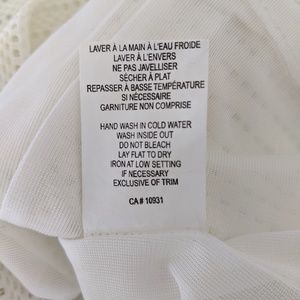 LAVER À LA MAIN À L'EAU FROIDE
LAVER À L'ENVERS
NE PAS JAVELLISER
SÉCHER À PLAT
REPASSER À BASSE TEMPÉRATURE
SI NÉCESSAIRE
GARNITURE NON COMPRISE
HAND WASH IN COLD WATER
WASH INSIDE OUT
DO NOT BLEACH
LAY FLAT TO DRY
IRON AT LOW SETTING
IF NECESSARY
EXCLUSIVE OF TRIM
CA# 10931